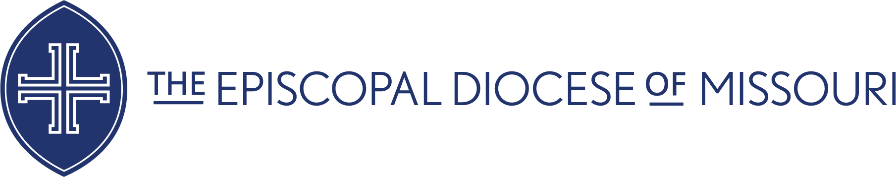 THE EPISCOPAL DIOCESE OF MISSOURI